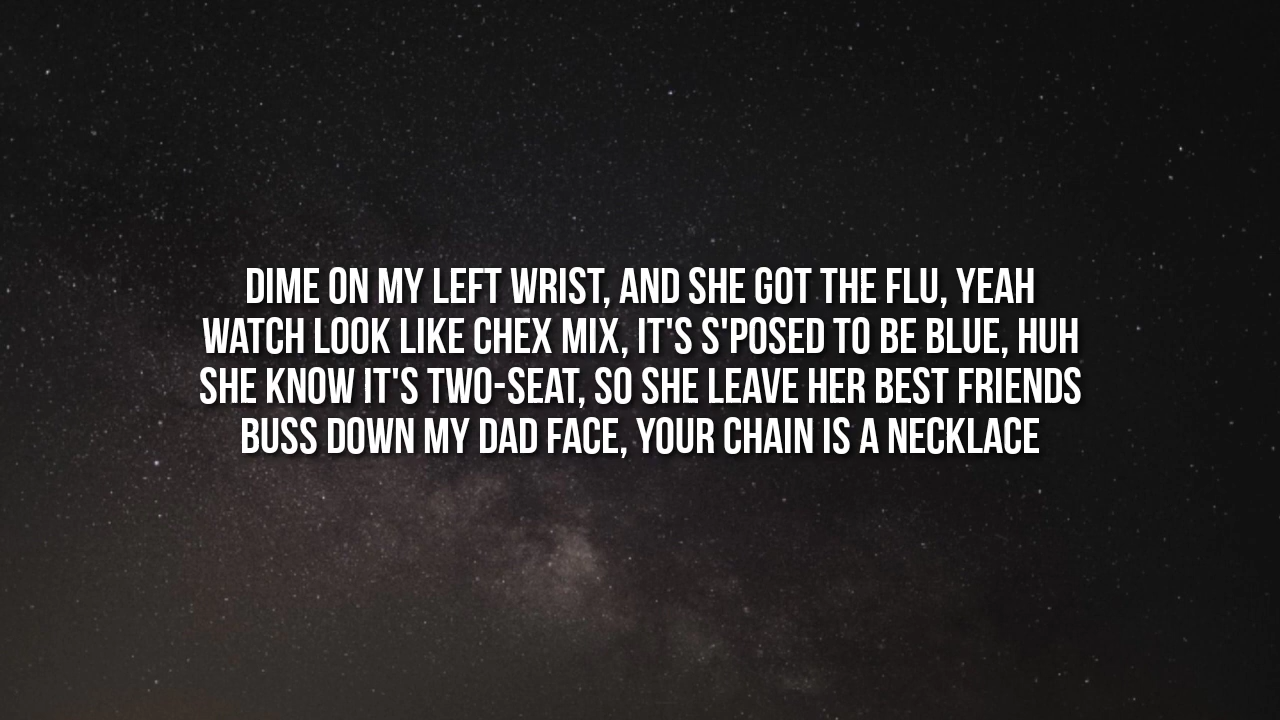 DIME ON MY LEFT WRIST, AND SHE GOT THE FLU, YEAH
WATCH LOOK LIKE CHEX MIX, IT'S S'POSED TO BE BLUE, HUH
SHE KNOW IT'S TWO-SEAT, SO SHE LEAVE HER BEST FRIENDS
BUSS DOWN MY DAD FACE, YOUR CHAIN IS A NECKLACE